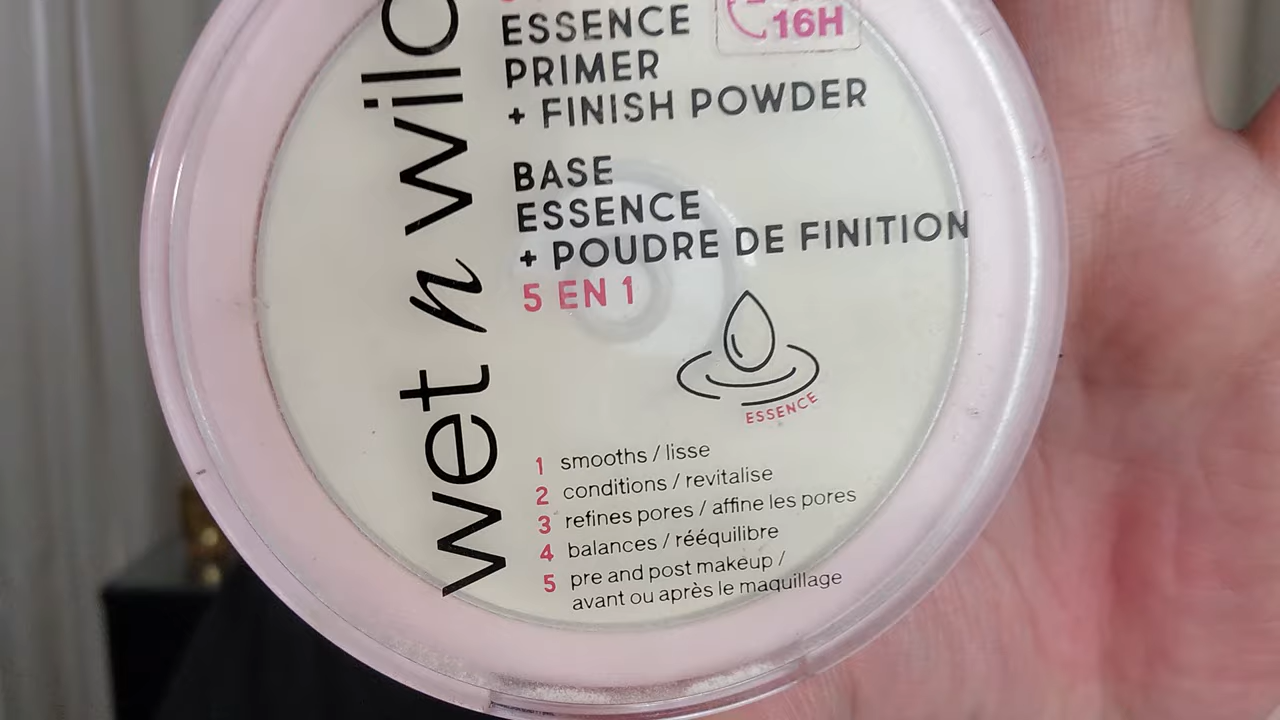 wet n wild
ESSENCE
PRIMER
+ FINISH POWDER
16H
BASE
ESSENCE
+ POUDRE DE FINITION
5 EN 1
ESSENCE
1 smooths / lisse
2 conditions / revitalise
3 refines pores / affine les pores
4 balances / rééquilibre
5 pre and post makeup /
avant ou après le maquillage